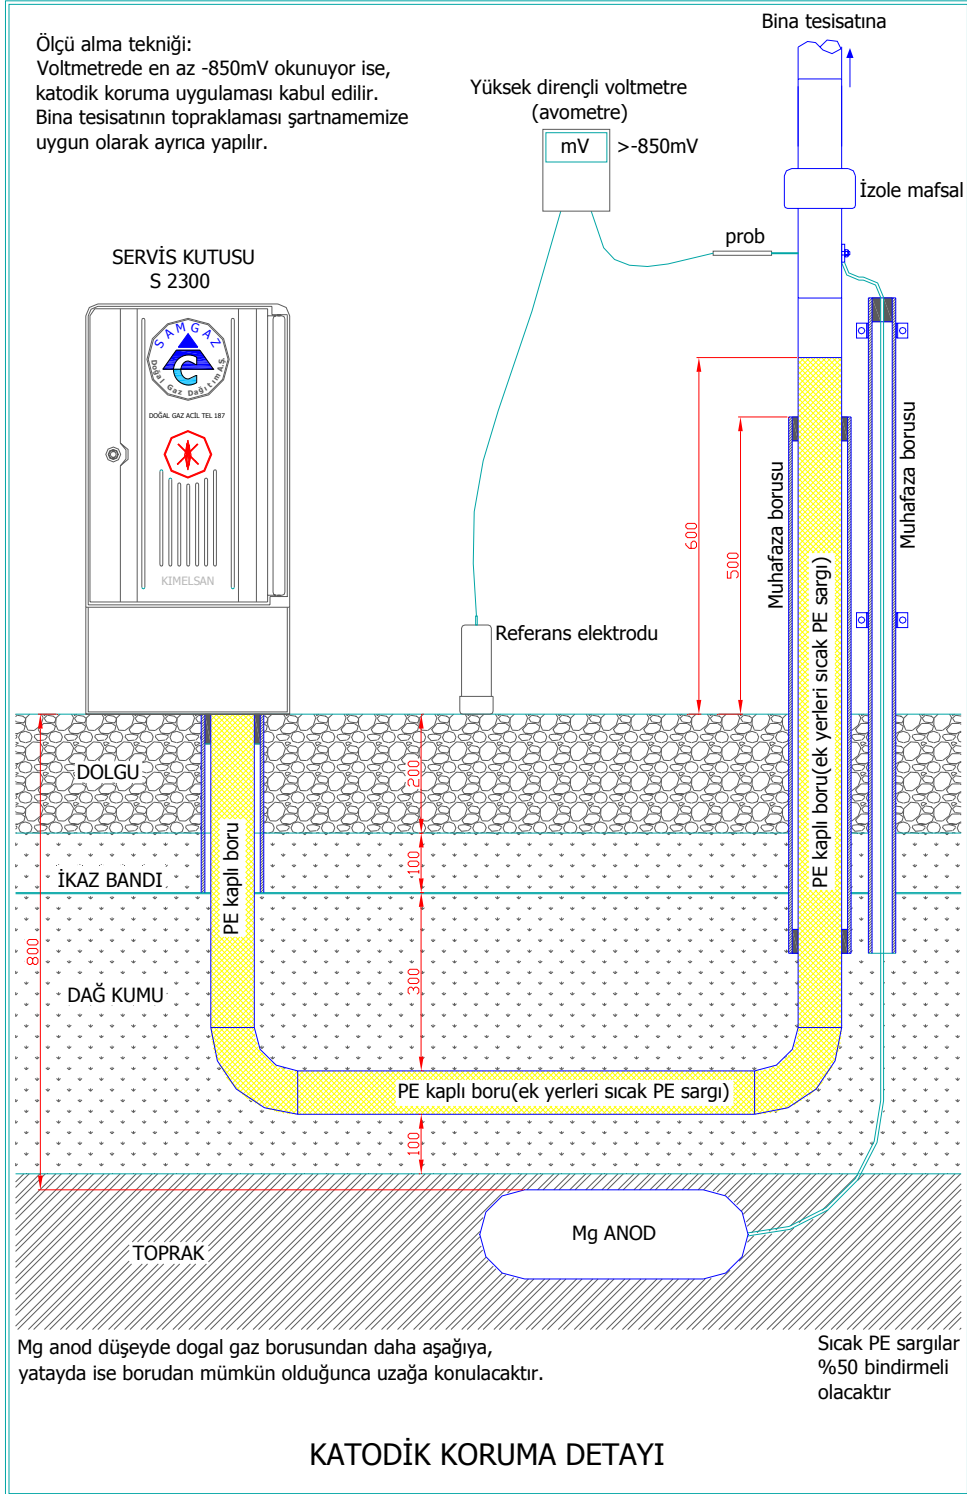 Ölçü alma tekniği:
Voltmetrede en az -850mV okunuyor ise,
katodik koruma uygulaması kabul edilir.
Bina tesisatının topraklaması şartnamemize
uygun olarak ayrıca yapılır.
Bina tesisatına
Yüksek dirençli voltmetre
(avometre)
mV
>-850mV
İzole mafsal
prob
SERVİS KUTUSU
S 2300
SAMGAZ
Doğal Gaz Dağıtım A.Ş.
DOĞAL GAZ ACİL TEL 187
KIMELSAN
Referans elektrodu
600
500
Muhafaza borusu
PE kaplı boru(ek yerleri sıcak PE sargı)
Muhafaza borusu
DOLGU
200
100
İKAZ BANDI
PE kaplı boru
800
DAĞ KUMU
300
PE kaplı boru(ek yerleri sıcak PE sargı)
100
Mg ANOD
TOPRAK
Mg anod düşeyde dogal gaz borusundan daha aşağıya,
yatayda ise borudan mümkün olduğunca uzağa konulacaktır.
Sıcak PE sargılar
%50 bindirmeli
olacaktır
KATODİK KORUMA DETAYI